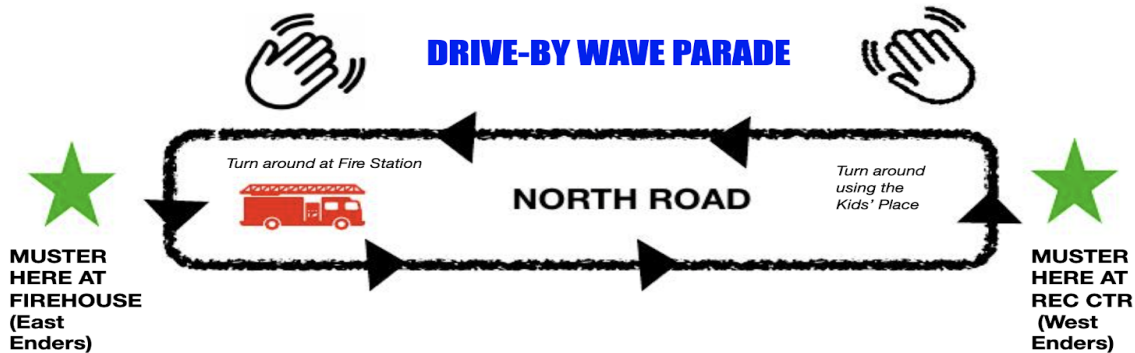 DRIVE-BY WAVE PARADE
Turn around at Fire Station
NORTH ROAD
Turn around
using the
Kids' Place
MUSTER
HERE AT
FIREHOUSE
(East
Enders)
MUSTER
HERE AT
REC CTR
(West
Enders)